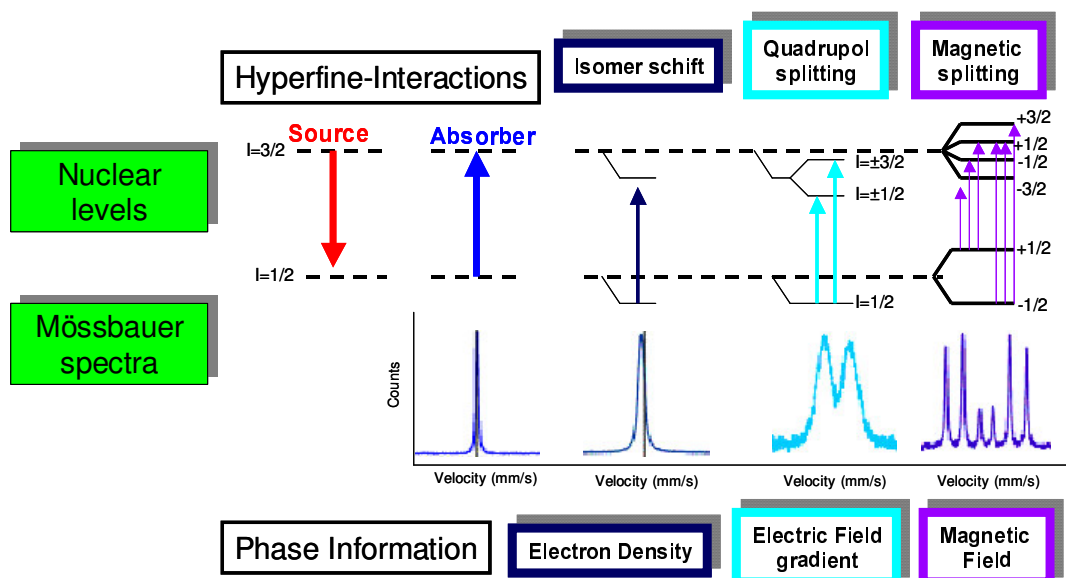 Hyperfine-Interactions
Isomer schift
Quadrupol
splitting
Magnetic
splitting
Nuclear
levels
I=3/2
Source
Absorber
I=1/2
I=±3/2
I=±1/2
I=1/2
+3/2
+1/2
-1/2
-3/2
+1/2
-1/2
Mössbauer
spectra
Counts
Velocity (mm/s)
Velocity (mm/s)
Velocity (mm/s)
Velocity (mm/s)
Phase Information
Electron Density
Electric Field
gradient
Magnetic
Field